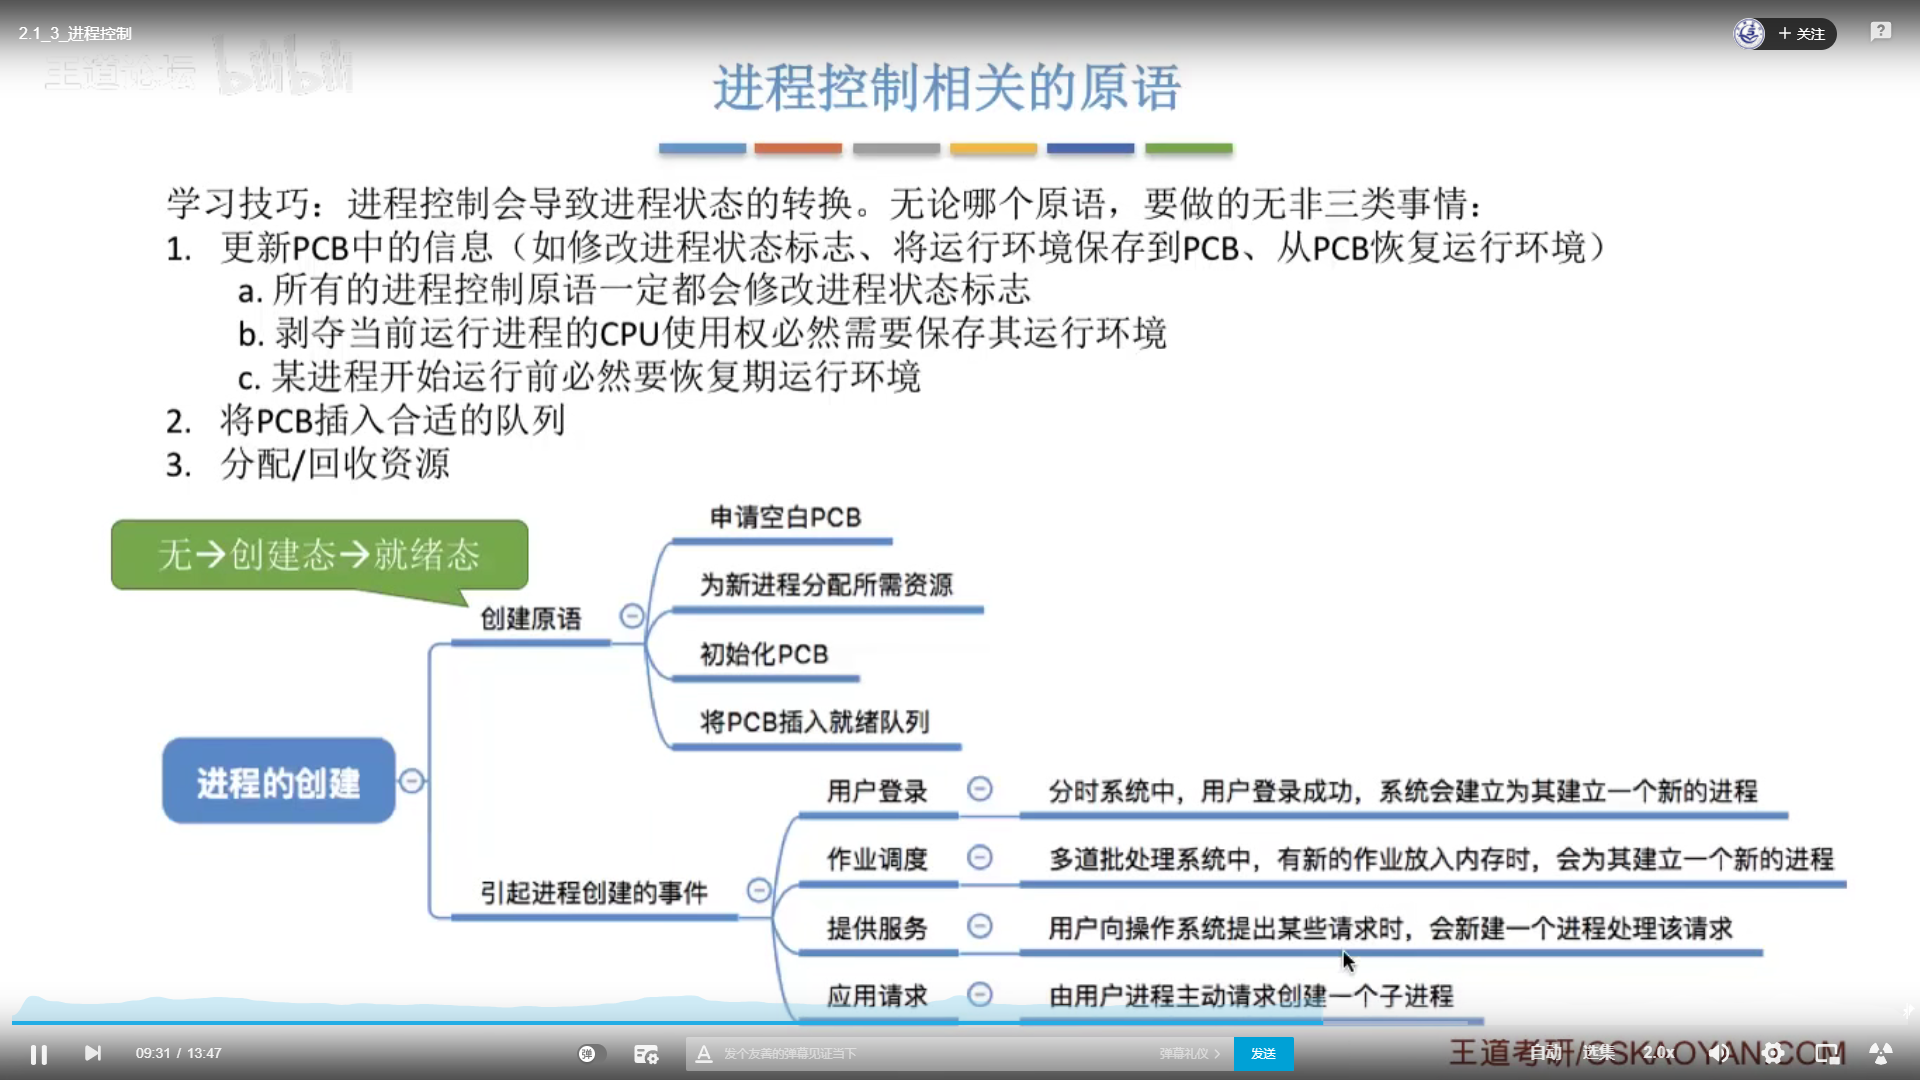 2.1_3_进程控制
+ 关注
王道论坛 bilibili
进程控制相关的原语
学习技巧：进程控制会导致进程状态的转换。无论哪个原语，要做的无非三类事情：
1. 更新PCB中的信息（如修改进程状态标志、将运行环境保存到PCB、从PCB恢复运行环境）
a. 所有的进程控制原语一定都会修改进程状态标志
b. 剥夺当前运行进程的CPU使用权必然需要保存其运行环境
c. 某进程开始运行前必然要恢复期运行环境
2. 将PCB插入合适的队列
3. 分配/回收资源
无→创建态→就绪态
创建原语
申请空白PCB
为新进程分配所需资源
初始化PCB
将PCB插入就绪队列
进程的创建
引起进程创建的事件
用户登录
分时系统中，用户登录成功，系统会建立为其建立一个新的进程
作业调度
多道批处理系统中，有新的作业放入内存时，会为其建立一个新的进程
提供服务
用户向操作系统提出某些请求时，会新建一个进程处理该请求
应用请求
由用户进程主动请求创建一个子进程
09:31 / 13:47
弹
发个友善的弹幕见证当下
弹幕礼仪 >
发送
自动
选集
2.0x
王道考研/CSKAOYAN.COM